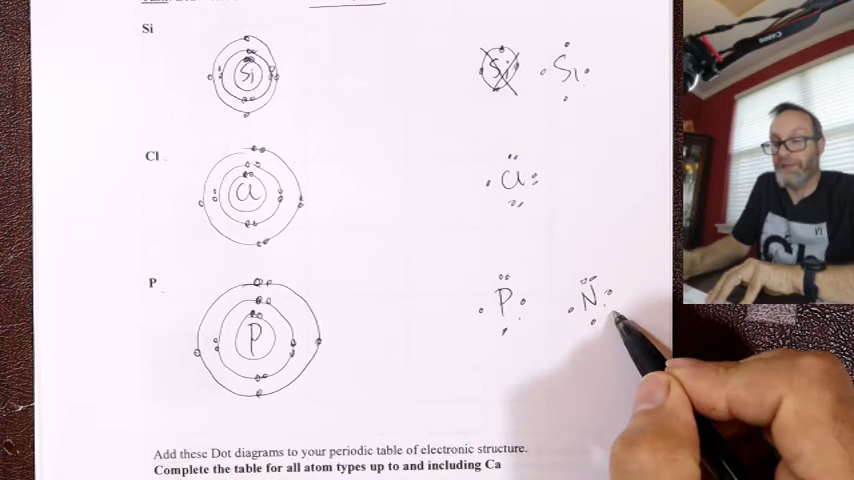 Si
Si
Si
Si
Cl
Cl
Cl
P
P
P
N
Add these Dot diagrams to your periodic table of electronic structure.
Complete the table for all atom types up to and including Ca
CANON